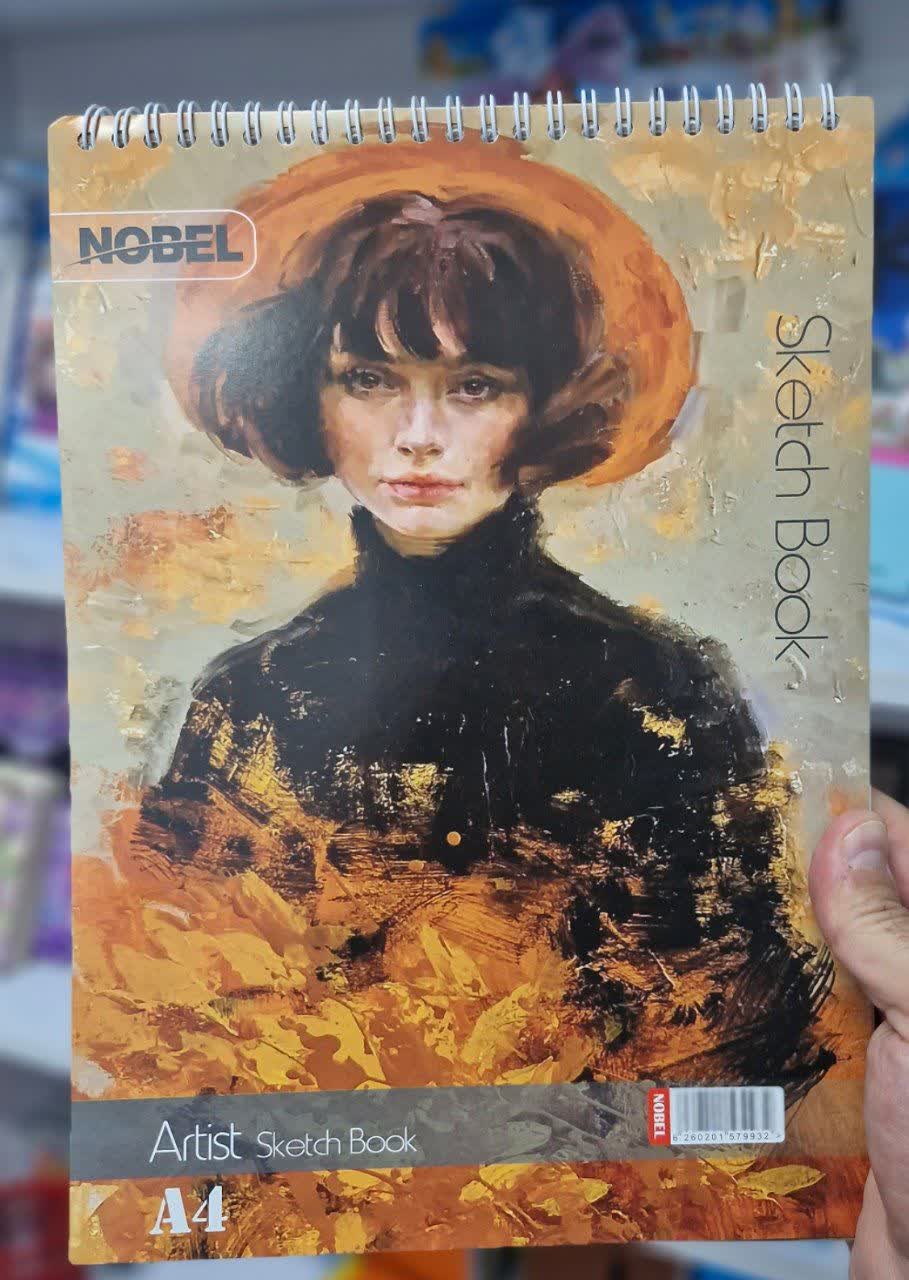 NOBEL
Sketch Book
Artist Sketch Book
NOBEL
6 260201 579932 >
A4